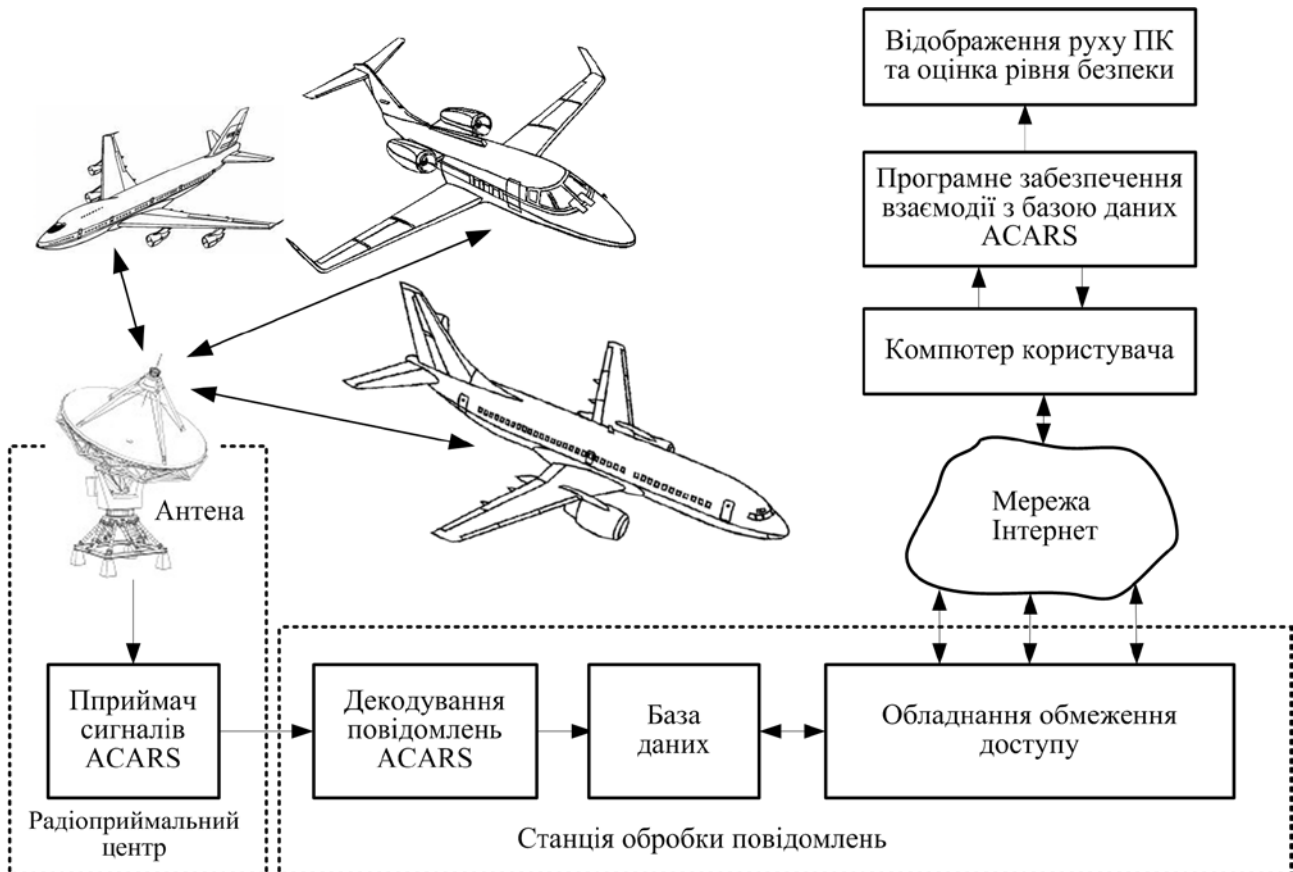 Відображення руху ПК
та оцінка рівня безпеки
Програмне забезпечення
взаємодії з базою даних
ACARS
Компютер користувача
Мережа
Інтернет
Антена
Пприймач
сигналів
ACARS
Радіоприймальний
центр
Декодування
повідомлень
ACARS
База
даних
Обладнання обмеження
доступу
Станція обробки повідомлень